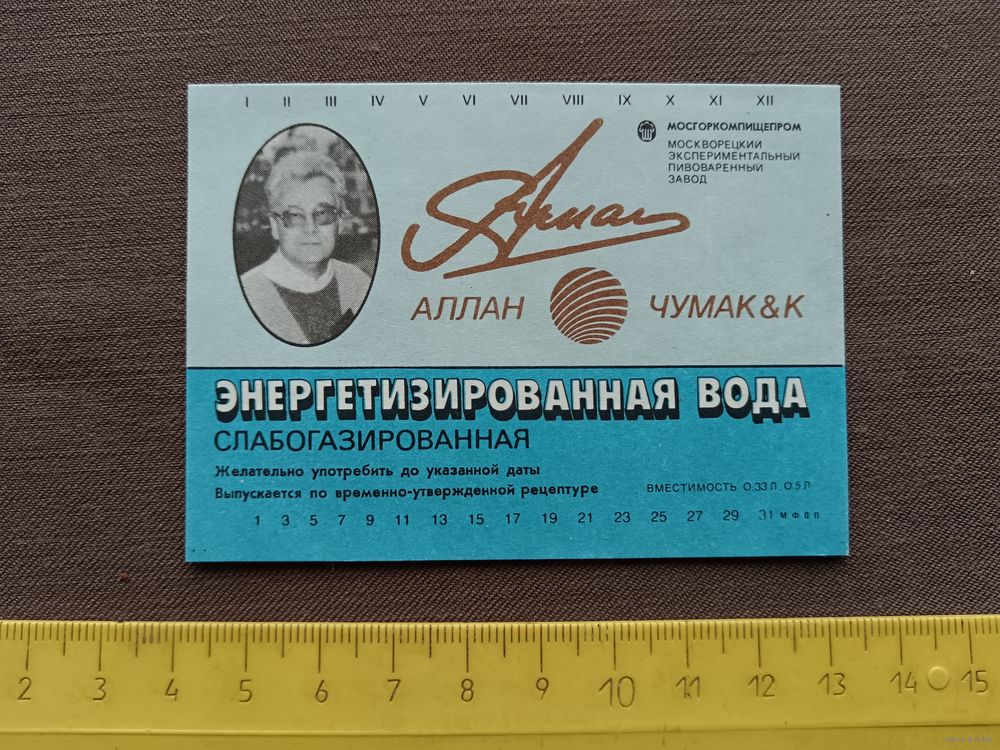 I II III IV V VI VII VIII IX X XI XII
МОСГОРКОМПИЩЕПРОМ
МОСКВОРЕЦКИЙ
ЭКСПЕРИМЕНТАЛЬНЫЙ
ПИВОВАРЕННЫЙ
ЗАВОД
АЛЛАН ЧУМАК & К
ЭНЕРГЕТИЗИРОВАННАЯ ВОДА
СЛАБОГАЗИРОВАННАЯ
Желательно употребить до указанной даты
Выпускается по временно-утвержденной рецептуре
ВМЕСТИМОСТЬ 0.33 Л, 0.5 Л
1 3 5 7 9 11 13 15 17 19 21 23 25 27 29 31 МФОП
2 3 4 5 6 7 8 9 10 11 12 13 14 15